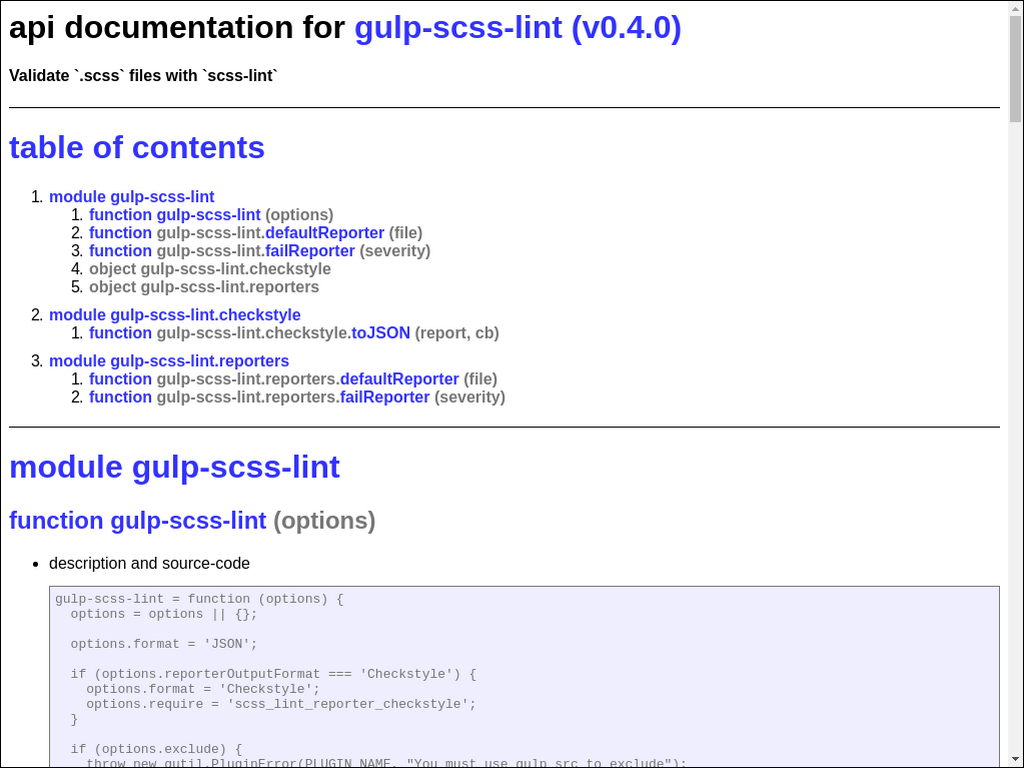 api documentation for gulp-scss-lint (v0.4.0)
Validate `.scss` files with `scss-lint`
table of contents
1. module gulp-scss-lint
1. function gulp-scss-lint (options)
2. function gulp-scss-lint.defaultReporter (file)
3. function gulp-scss-lint.failReporter (severity)
4. object gulp-scss-lint.checkstyle
5. object gulp-scss-lint.reporters
2. module gulp-scss-lint.checkstyle
1. function gulp-scss-lint.checkstyle.toJSON (report, cb)
3. module gulp-scss-lint.reporters
1. function gulp-scss-lint.reporters.defaultReporter (file)
2. function gulp-scss-lint.reporters.failReporter (severity)
module gulp-scss-lint
function gulp-scss-lint (options)
• description and source-code
gulp-scss-lint = function (options) {
  options = options || {};
  options.format = 'JSON';
  if (options.reporterOutputFormat === 'Checkstyle') {
    options.format = 'Checkstyle';
    options.require = 'scss_lint_reporter_checkstyle';
  }
  if (options.exclude) {
    throw new gutil.PluginError(PLUGIN_NAME, "You must use gulp src to exclude");